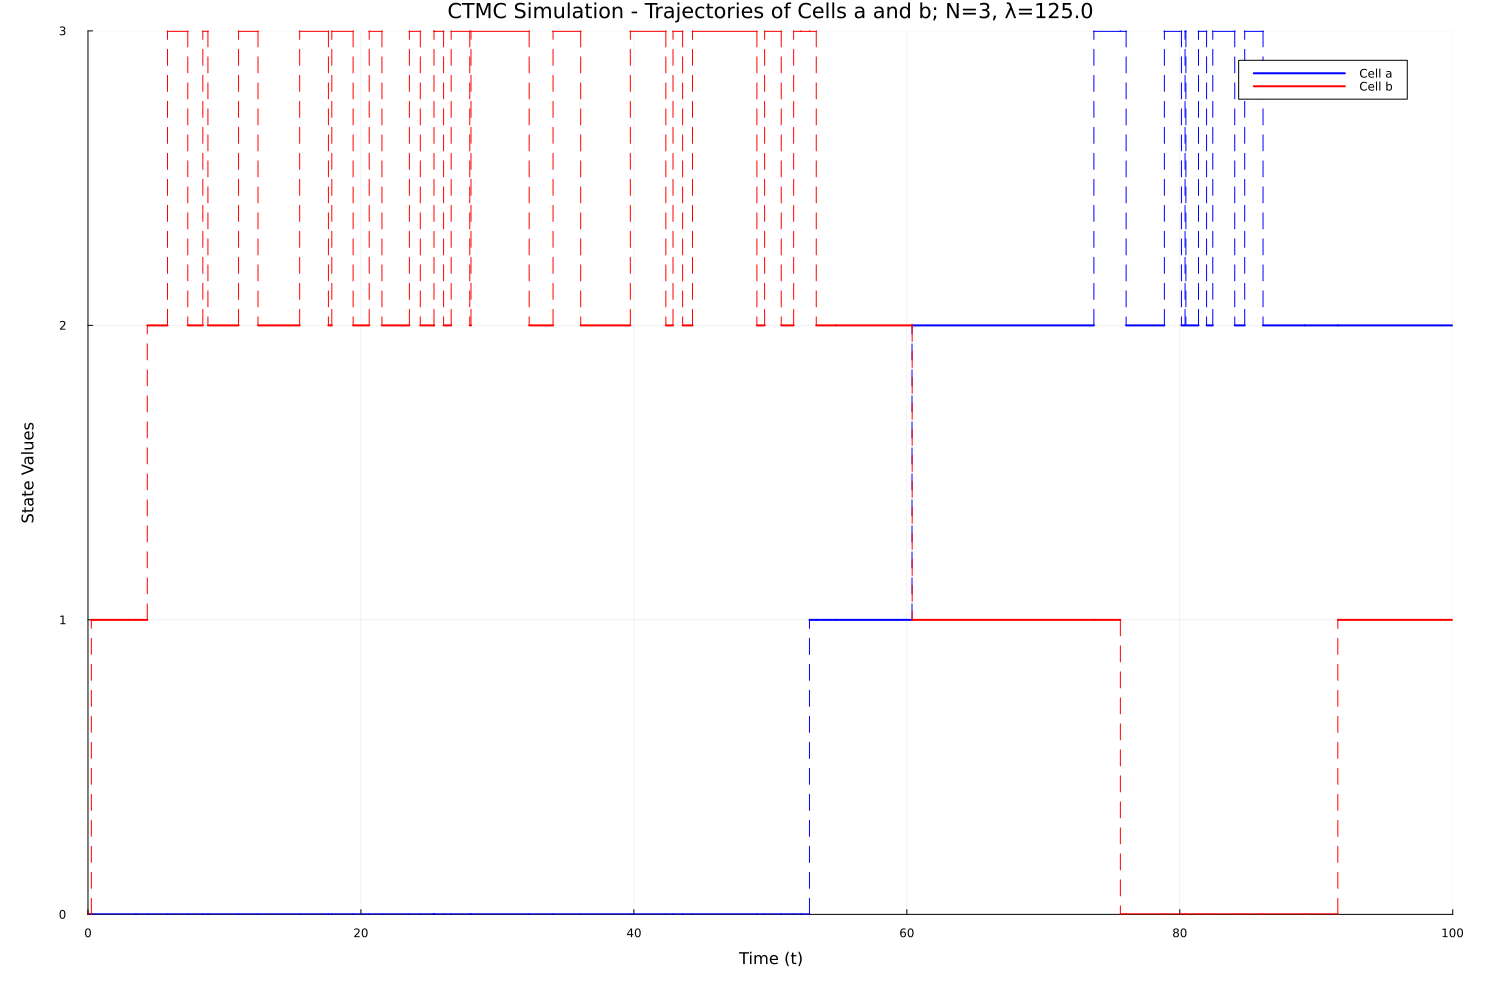 CTMC Simulation - Trajectories of Cells a and b; N=3, λ=125.0
3
Cell a
Cell b
2
State Values
1
0
0 20 40 60 80 100
Time (t)